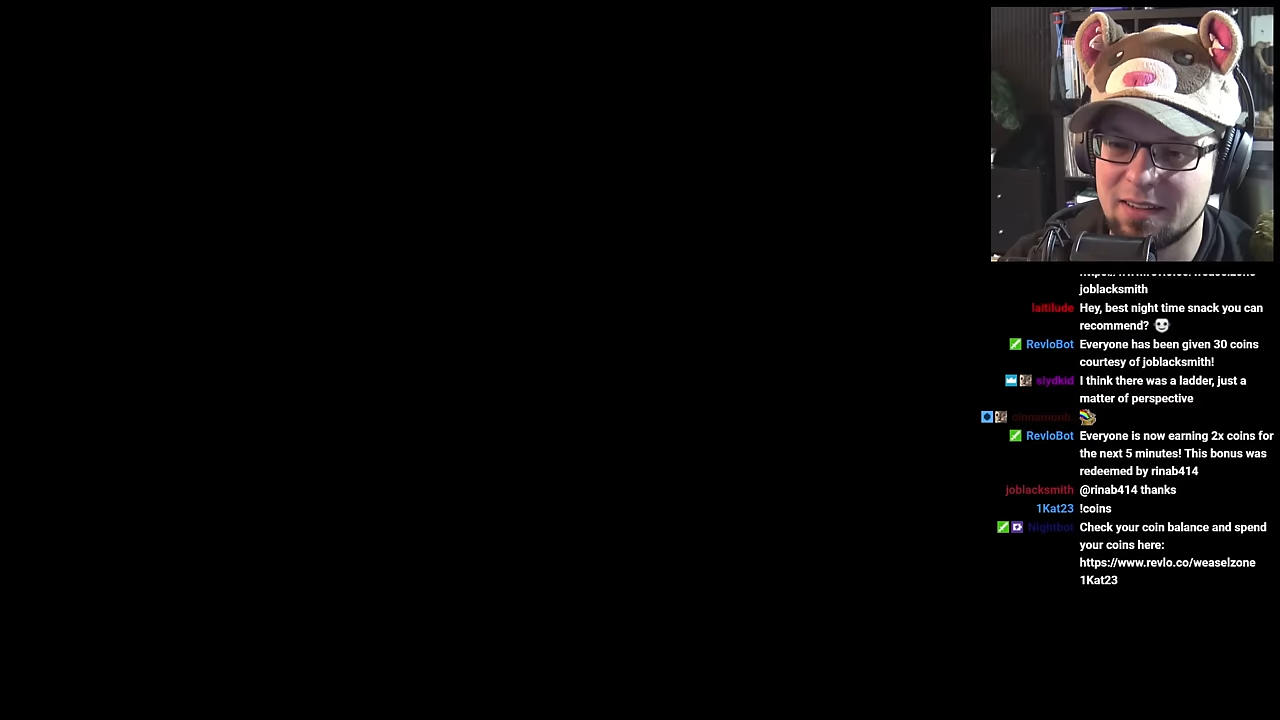 joblacksmith
laitilude Hey, best night time snack you can
recommend?
RevloBot Everyone has been given 30 coins
courtesy of joblacksmith!
slydkid I think there was a ladder, just a
matter of perspective
RevloBot Everyone is now earning 2x coins for
the next 5 minutes! This bonus was
redeemed by rinab414
joblacksmith @rinab414 thanks
1Kat23 !coins
Nightbot Check your coin balance and spend
your coins here:
https://www.revlo.co/weaselzone
1Kat23